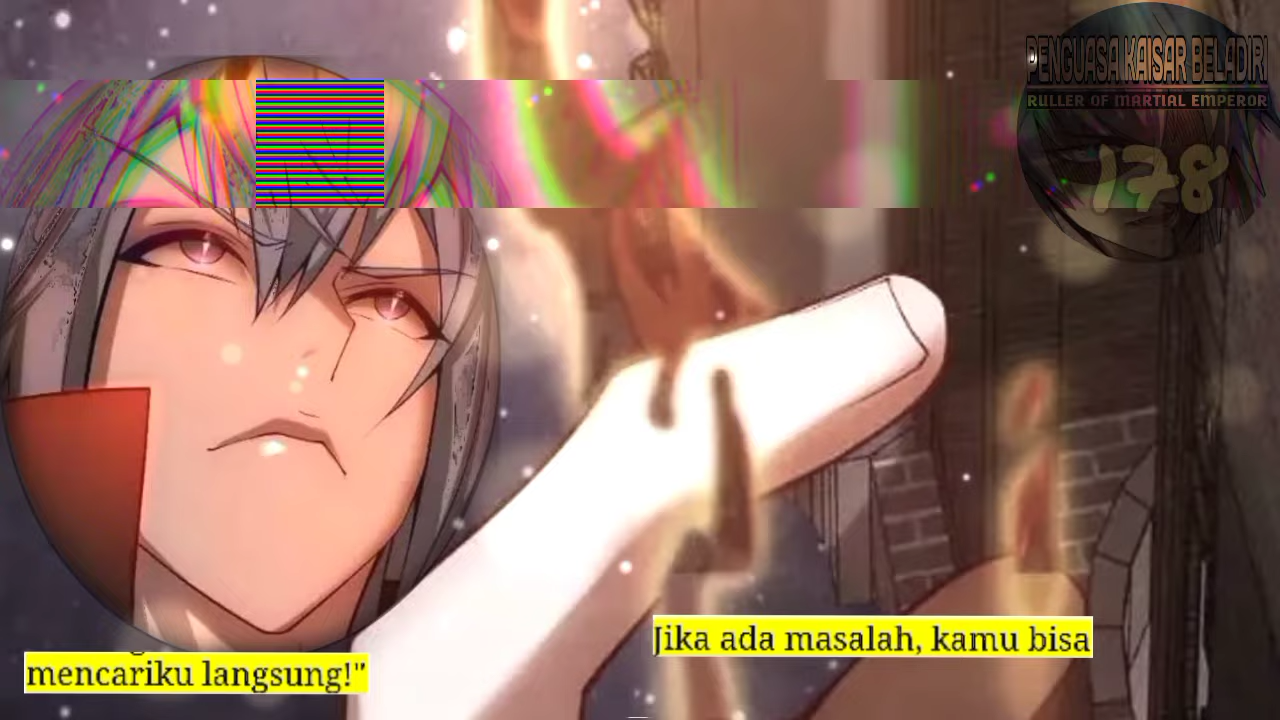 PENGUASA KAISAR BELADIRI
RULLER OF MARTIAL EMPEROR
178
Jika ada masalah, kamu bisa
mencariku langsung!"